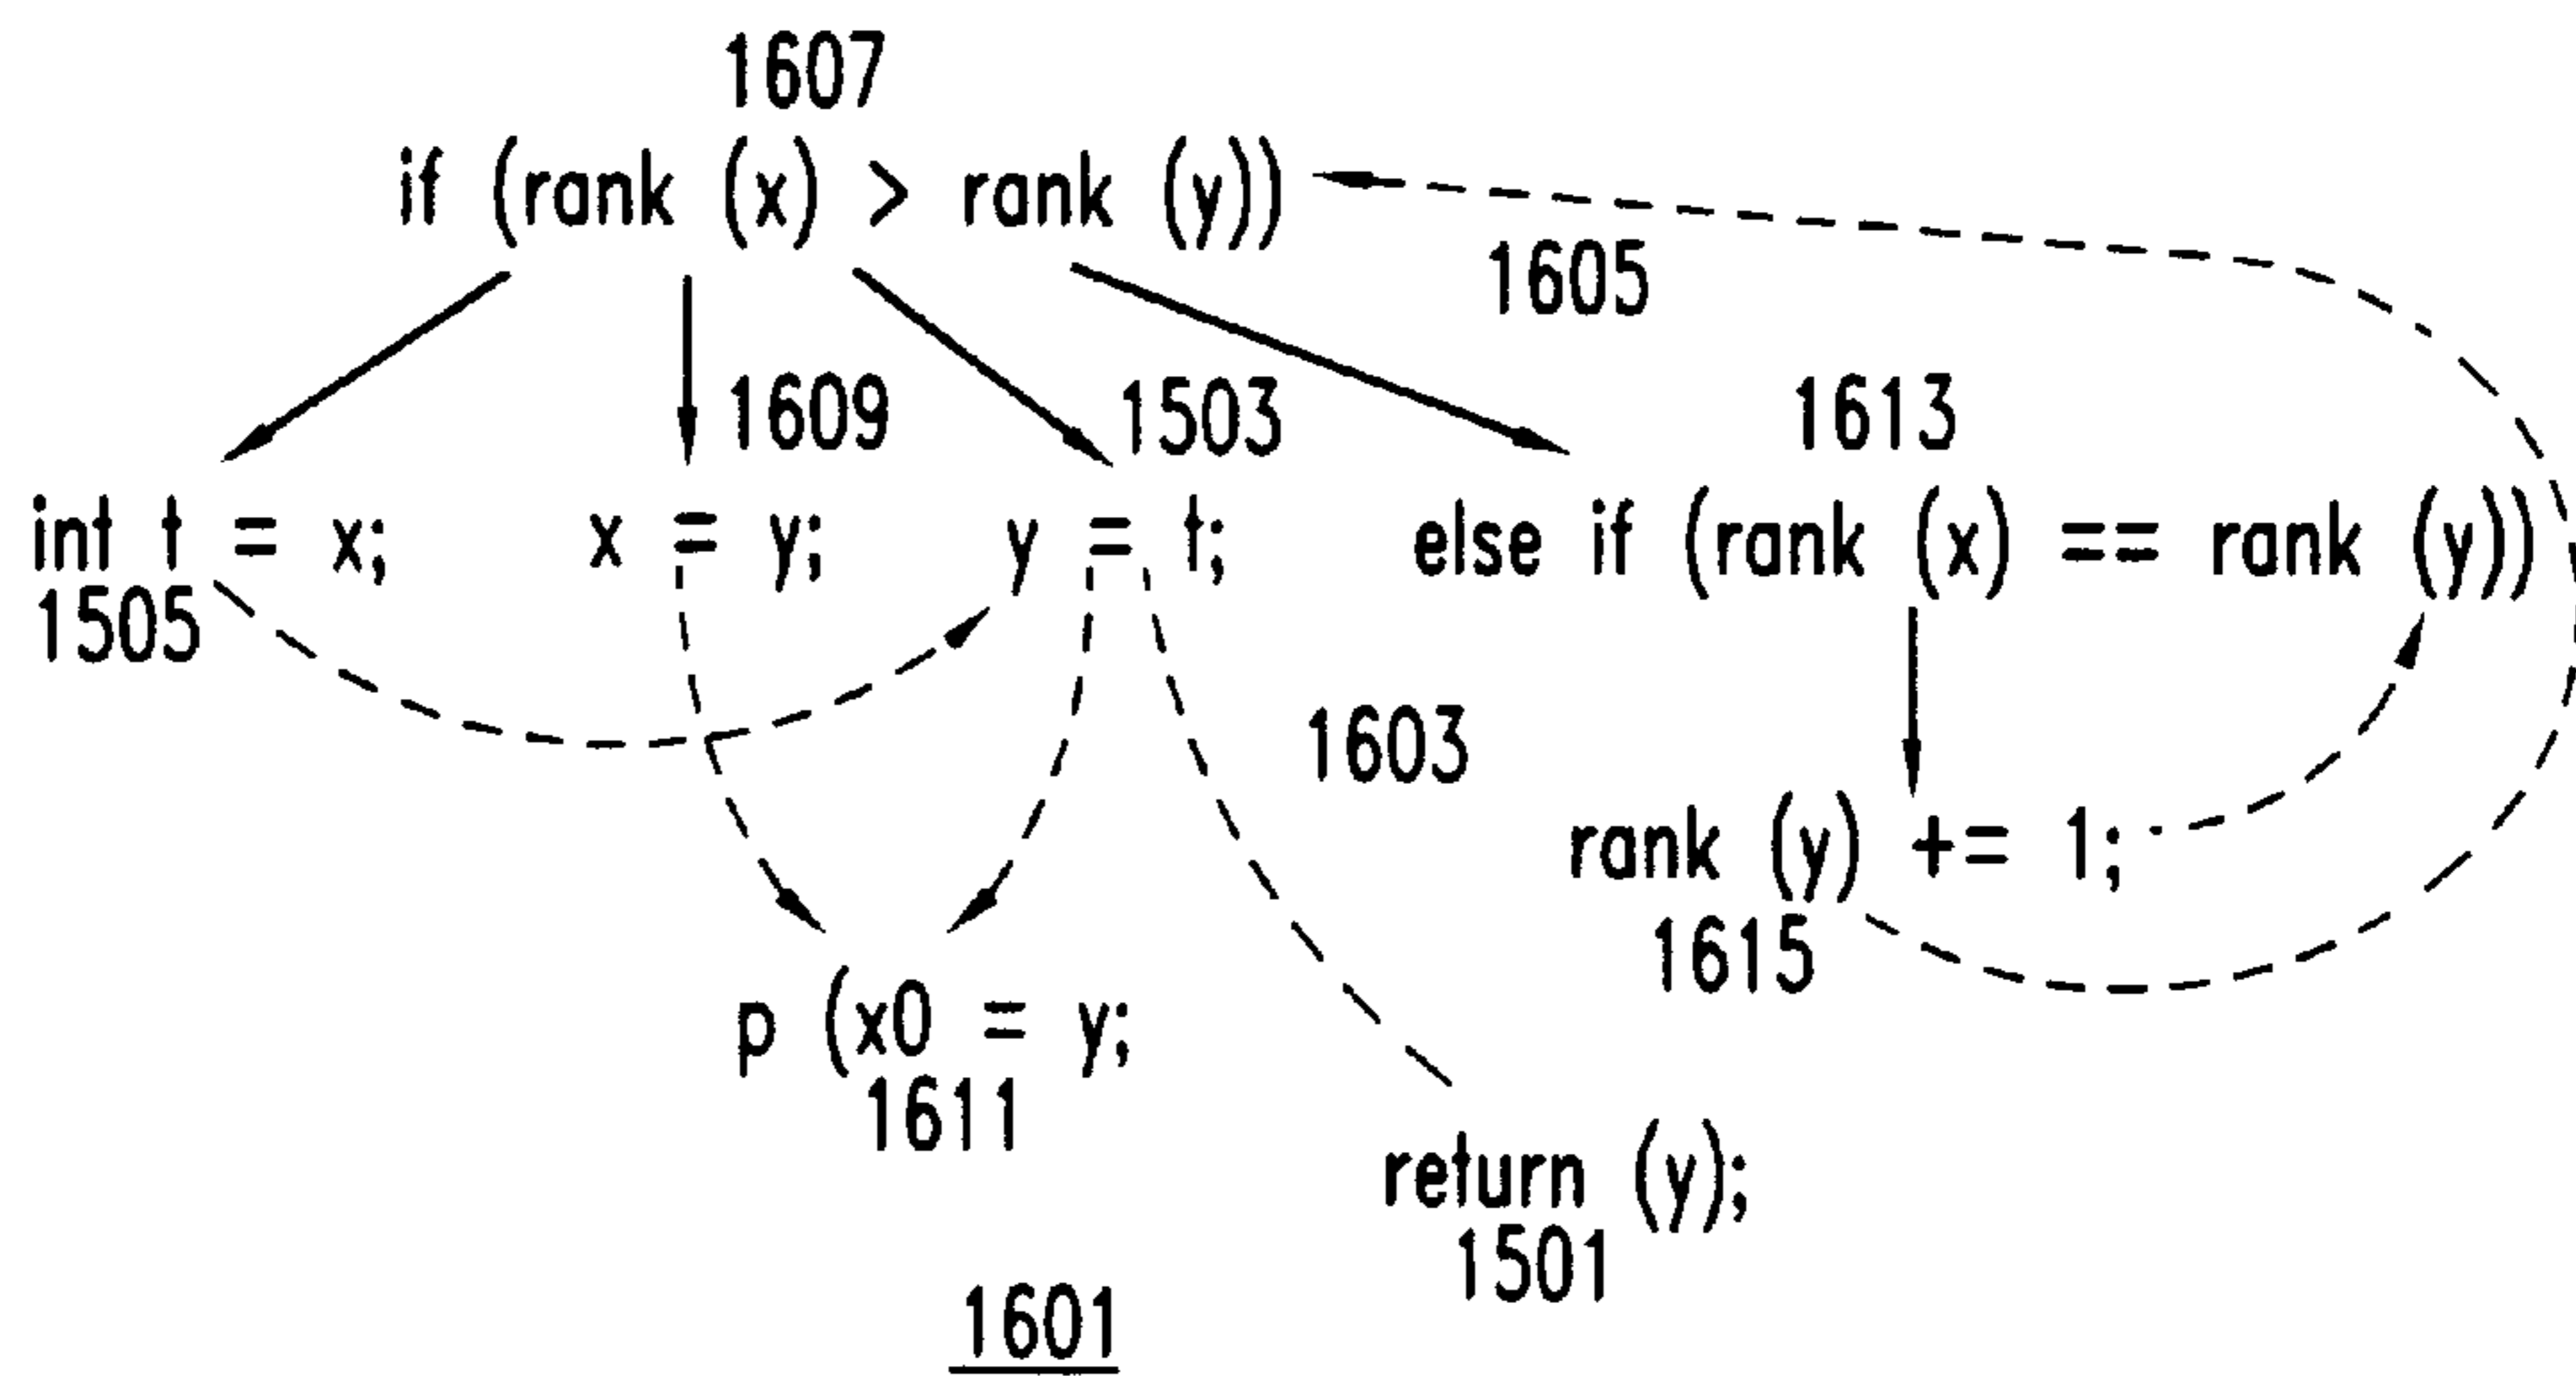 1607
if (rank (x) > rank (y))
1605
1609
1503
1613
int t = x;
x = y;
y = t;
else if (rank (x) == rank (y))
1505
1603
rank (y) += 1;
1615
p (x0 = y;
1611
return (y);
1501
1601